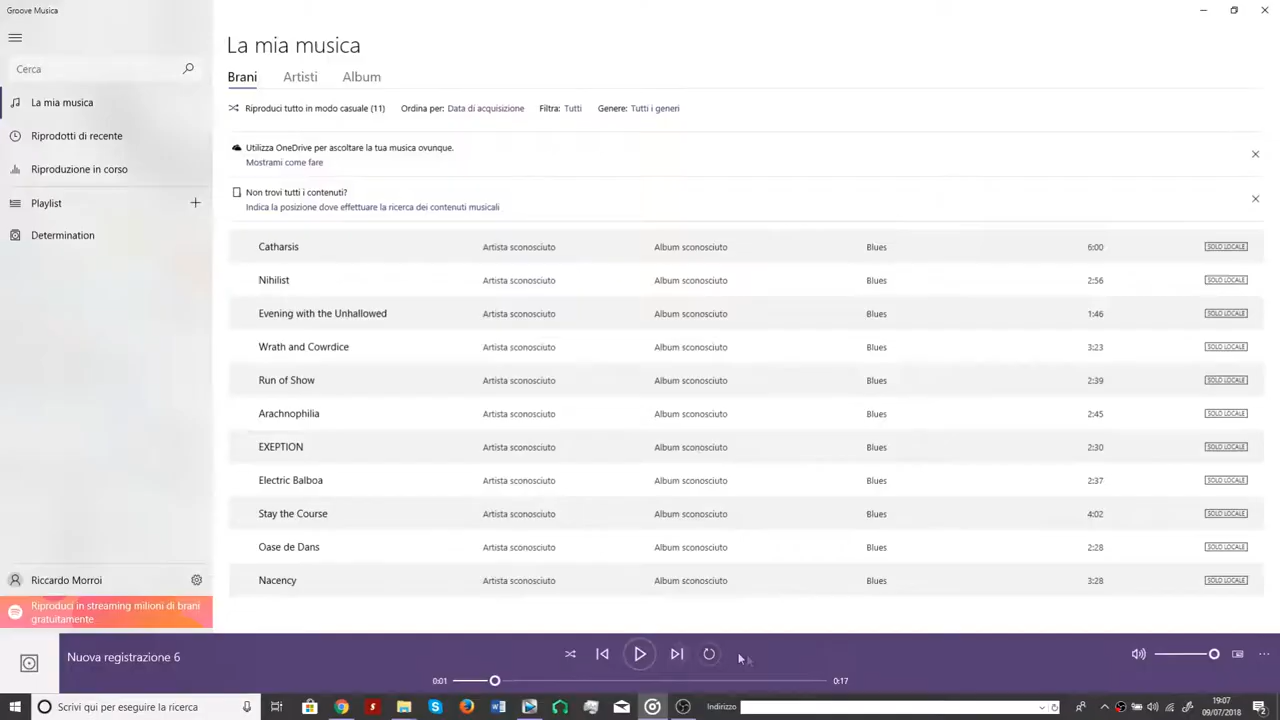 Groove Musica
La mia musica
Cerca
Brani Artisti Album
La mia musica
Riproduci tutto in modo casuale (11) Ordina per: Data di acquisizione Filtra: Tutti Genere: Tutti i generi
Riprodotti di recente
Utilizza OneDrive per ascoltare la tua musica ovunque.
Mostrami come fare
Riproduzione in corso
Non trovi tutti i contenuti?
Indica la posizione dove effettuare la ricerca dei contenuti musicali
Playlist
Determination
Catharsis Artista sconosciuto Album sconosciuto Blues 6:00 SOLO LOCALE
Nihilist Artista sconosciuto Album sconosciuto Blues 2:56 SOLO LOCALE
Evening with the Unhallowed Artista sconosciuto Album sconosciuto Blues 1:46 SOLO LOCALE
Wrath and Cowrdice Artista sconosciuto Album sconosciuto Blues 3:23 SOLO LOCALE
Run of Show Artista sconosciuto Album sconosciuto Blues 2:39 SOLO LOCALE
Arachnophilia Artista sconosciuto Album sconosciuto Blues 2:45 SOLO LOCALE
EXEPTION Artista sconosciuto Album sconosciuto Blues 2:30 SOLO LOCALE
Electric Balboa Artista sconosciuto Album sconosciuto Blues 2:37 SOLO LOCALE
Stay the Course Artista sconosciuto Album sconosciuto Blues 4:02 SOLO LOCALE
Oase de Dans Artista sconosciuto Album sconosciuto Blues 2:28 SOLO LOCALE
Nacency Artista sconosciuto Album sconosciuto Blues 3:28 SOLO LOCALE
Riccardo Morroi
Riproduci in streaming milioni di brani
gratuitamente
Nuova registrazione 6
0:01 0:17
Scrivi qui per eseguire la ricerca
Indirizzo
19:07
09/07/2018